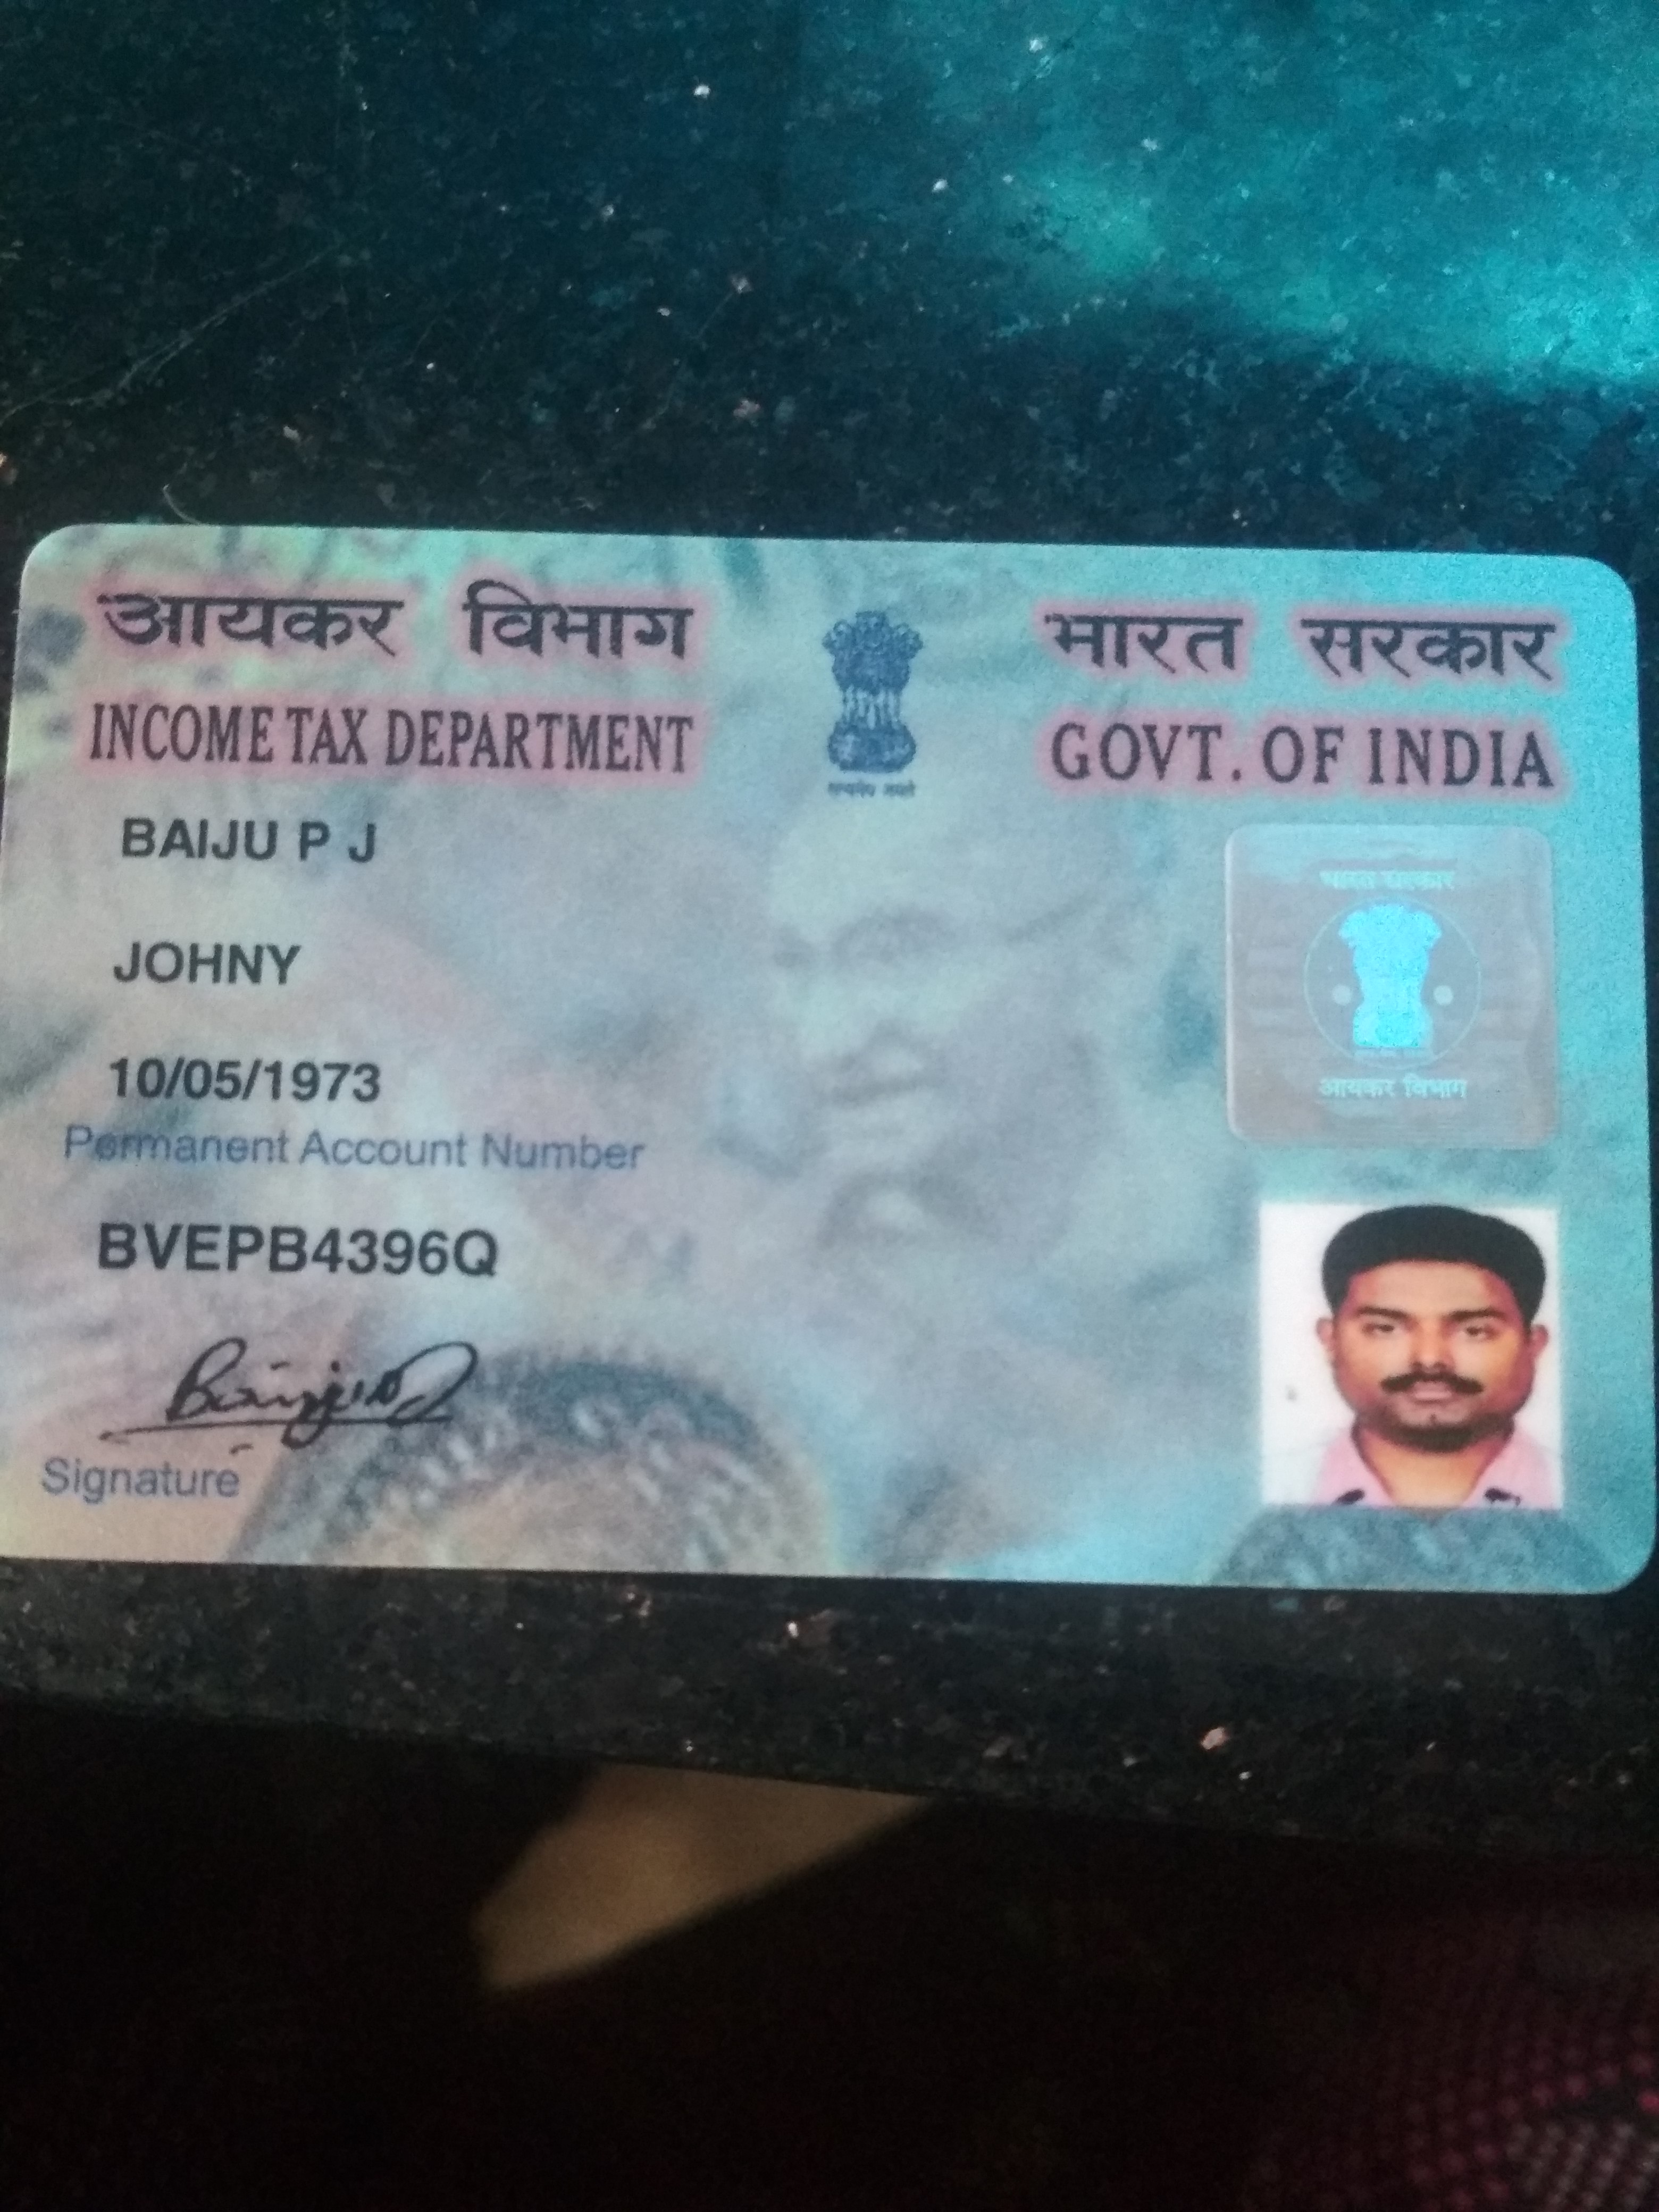 आयकर विभाग
INCOME TAX DEPARTMENT
भारत सरकार
GOVT. OF INDIA
सत्यमेव जयते
BAIJU P J
JOHNY
10/05/1973
Permanent Account Number
BVEPB4396Q
Signature
भारत सरकार
आयकर विभाग